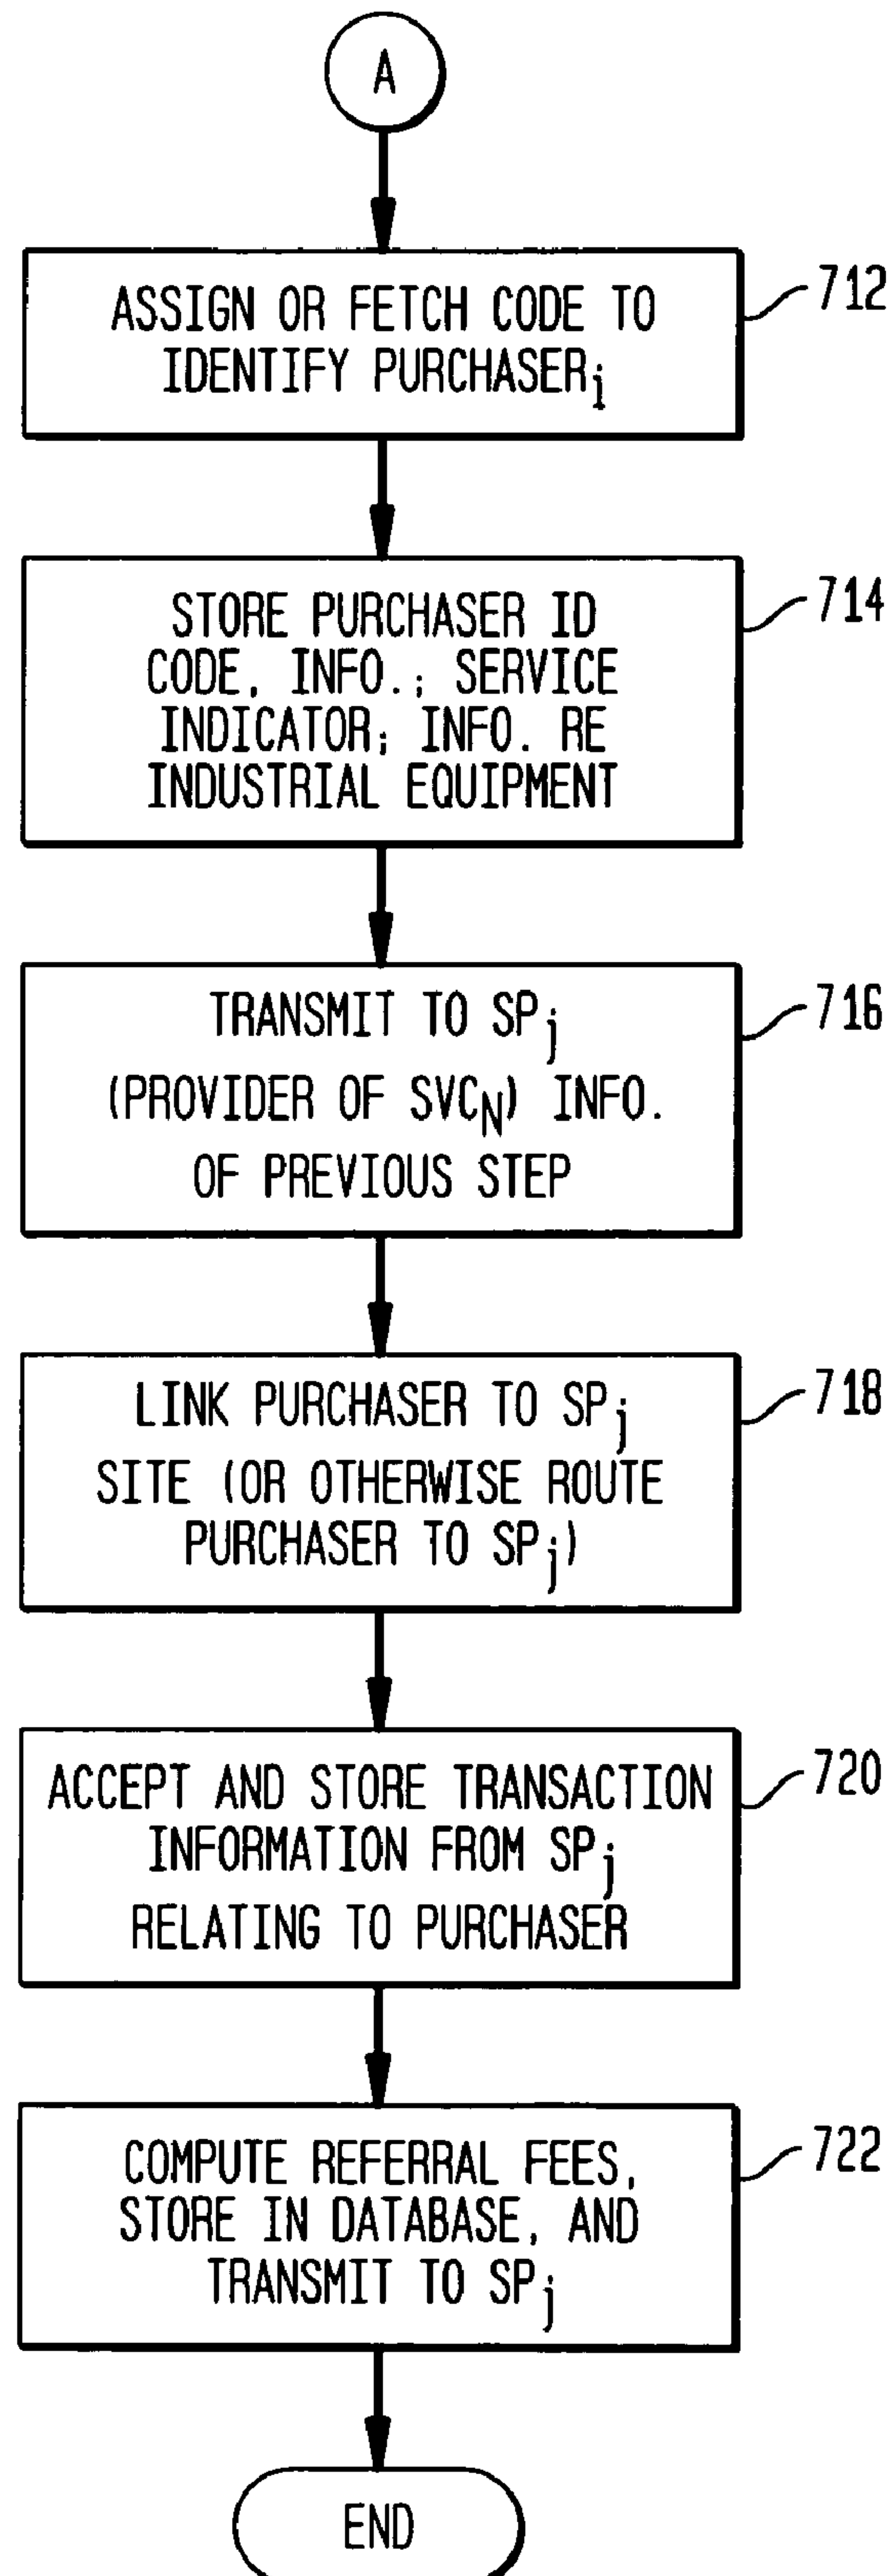 A
ASSIGN OR FETCH CODE TO
IDENTIFY PURCHASERi
712
STORE PURCHASER ID
CODE, INFO.; SERVICE
INDICATOR; INFO. RE
INDUSTRIAL EQUIPMENT
714
TRANSMIT TO SPj
(PROVIDER OF SVCN) INFO.
OF PREVIOUS STEP
716
LINK PURCHASER TO SPj
SITE (OR OTHERWISE ROUTE
PURCHASER TO SPj)
718
ACCEPT AND STORE TRANSACTION
INFORMATION FROM SPj
RELATING TO PURCHASER
720
COMPUTE REFERRAL FEES,
STORE IN DATABASE, AND
TRANSMIT TO SPj
722
END